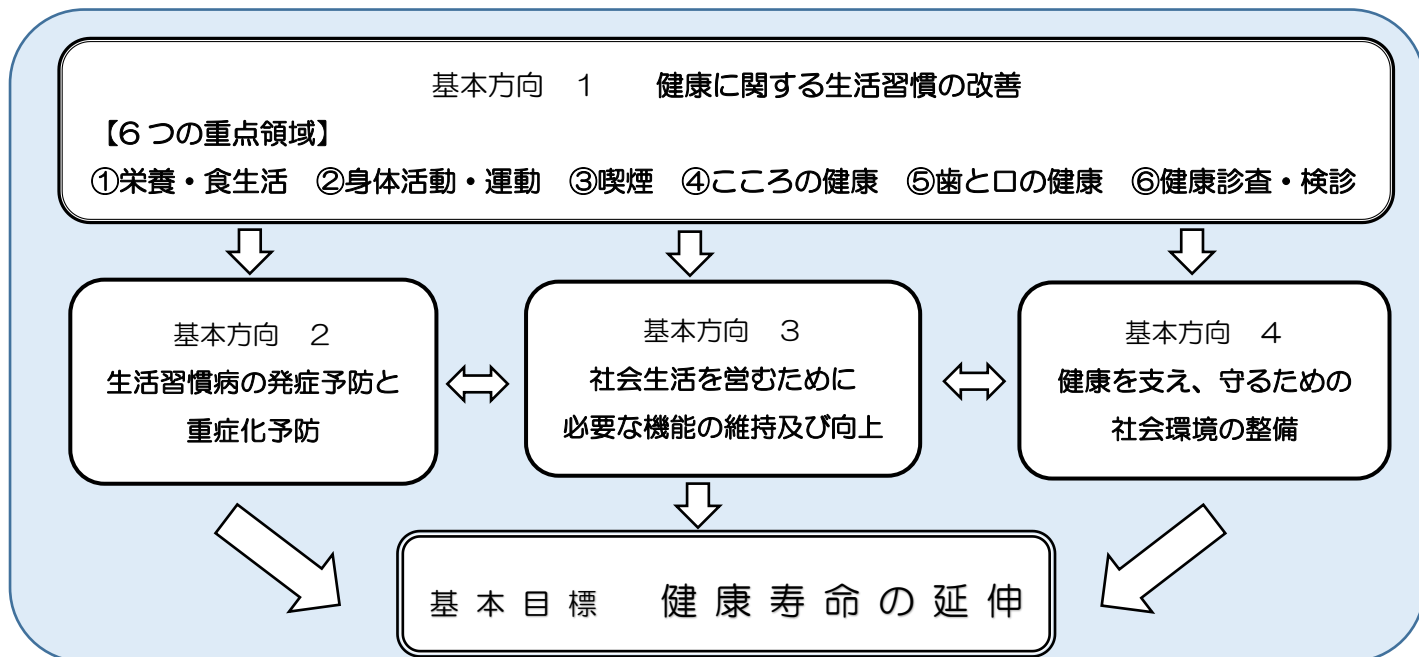 基本方向　１　　健康に関する生活習慣の改善
【６つの重点領域】
①栄養・食生活　②身体活動・運動　③喫煙　④こころの健康　⑤歯と口の健康　⑥健康診査・検診
基本方向　２
生活習慣病の発症予防と
重症化予防
基本方向　３
社会生活を営むために
必要な機能の維持及び向上
基本方向　４
健康を支え、守るための
社会環境の整備
基本目標　健康寿命の延伸